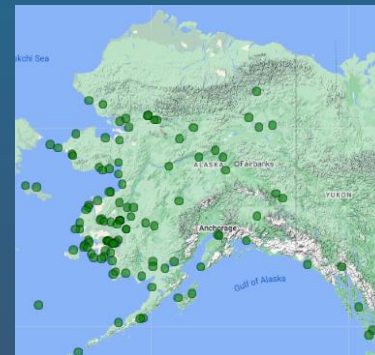 ukchi Sea
ALASKA
Fairbanks
YUKON
Anchorage
Gulf of Alaska